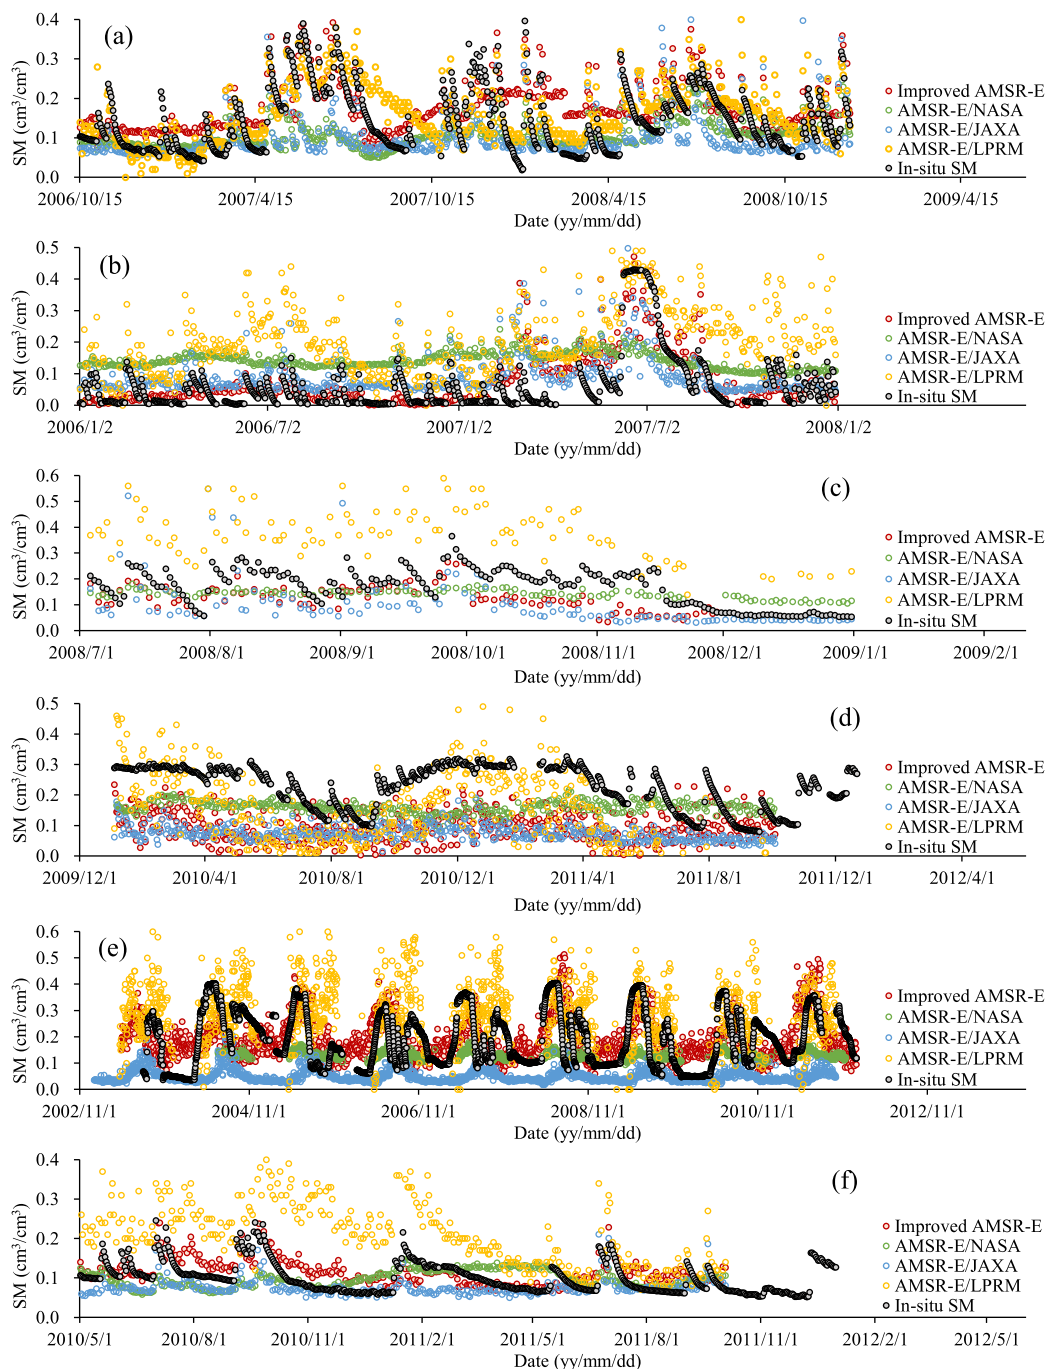 (a)
SM (cm³/cm³)
0.4
0.3
0.2
0.1
0.0
2006/10/15 2007/4/15 2007/10/15 2008/4/15 2008/10/15 2009/4/15
Date (yy/mm/dd)
Improved AMSR-E
AMSR-E/NASA
AMSR-E/JAXA
AMSR-E/LPRM
In-situ SM
(b)
SM (cm³/cm³)
0.5
0.4
0.3
0.2
0.1
0.0
2006/1/2 2006/7/2 2007/1/2 2007/7/2 2008/1/2
Date (yy/mm/dd)
Improved AMSR-E
AMSR-E/NASA
AMSR-E/JAXA
AMSR-E/LPRM
In-situ SM
(c)
SM (cm³/cm³)
0.6
0.5
0.4
0.3
0.2
0.1
0.0
2008/7/1 2008/8/1 2008/9/1 2008/10/1 2008/11/1 2008/12/1 2009/1/1 2009/2/1
Date (yy/mm/dd)
Improved AMSR-E
AMSR-E/NASA
AMSR-E/JAXA
AMSR-E/LPRM
In-situ SM
(d)
SM (cm³/cm³)
0.5
0.4
0.3
0.2
0.1
0.0
2009/12/1 2010/4/1 2010/8/1 2010/12/1 2011/4/1 2011/8/1 2011/12/1 2012/4/1
Date (yy/mm/dd)
Improved AMSR-E
AMSR-E/NASA
AMSR-E/JAXA
AMSR-E/LPRM
In-situ SM
(e)
SM (cm³/cm³)
0.6
0.5
0.4
0.3
0.2
0.1
0.0
2002/11/1 2004/11/1 2006/11/1 2008/11/1 2010/11/1 2012/11/1
Date (yy/mm/dd)
Improved AMSR-E
AMSR-E/NASA
AMSR-E/JAXA
AMSR-E/LPRM
In-situ SM
(f)
SM (cm³/cm³)
0.4
0.3
0.2
0.1
0.0
2010/5/1 2010/8/1 2010/11/1 2011/2/1 2011/5/1 2011/8/1 2011/11/1 2012/2/1 2012/5/1
Date (yy/mm/dd)
Improved AMSR-E
AMSR-E/NASA
AMSR-E/JAXA
AMSR-E/LPRM
In-situ SM